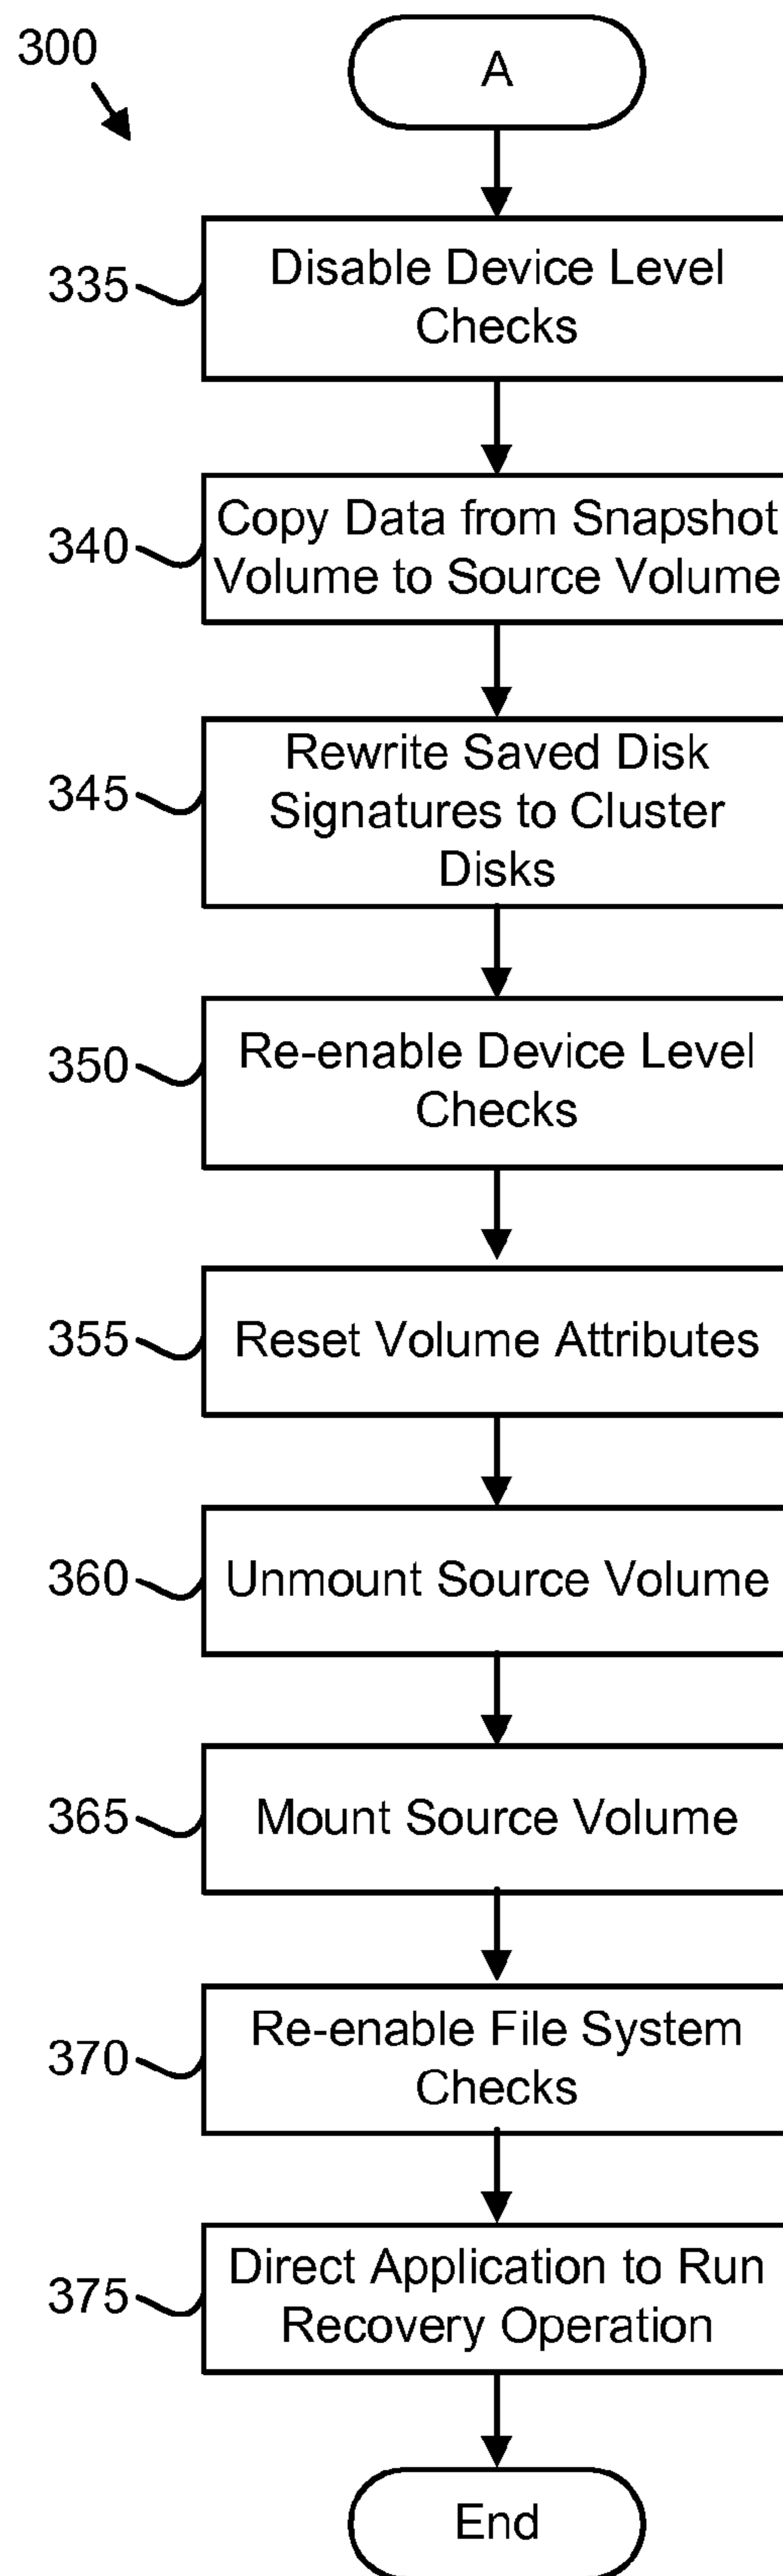 300
A
335
Disable Device Level
Checks
340
Copy Data from Snapshot
Volume to Source Volume
345
Rewrite Saved Disk
Signatures to Cluster
Disks
350
Re-enable Device Level
Checks
355
Reset Volume Attributes
360
Unmount Source Volume
365
Mount Source Volume
370
Re-enable File System
Checks
375
Direct Application to Run
Recovery Operation
End